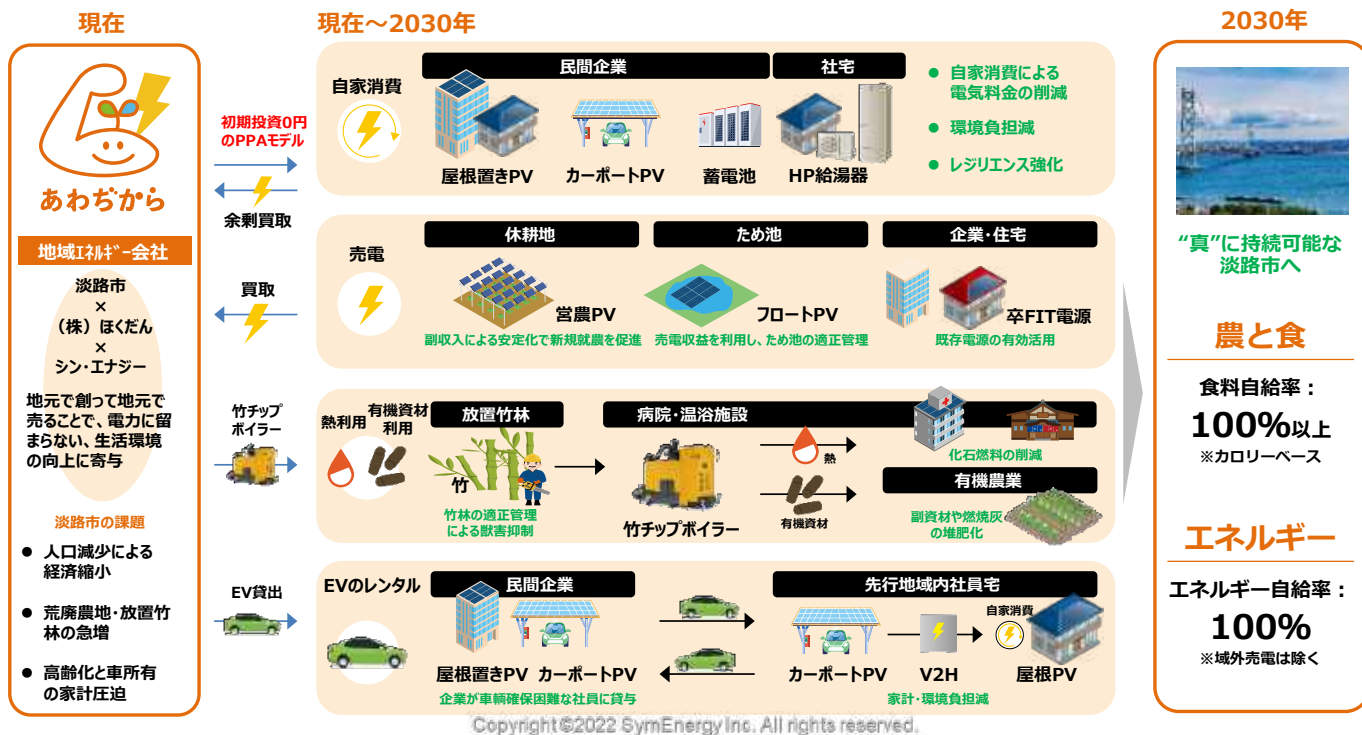 現在
あわぢから
地域ｴﾈﾙｷﾞｰ会社
淡路市
×
（株）ほくだん
×
シン・エナジー
地元で創って地元で
売ることで、電力に留
まらない、生活環境
の向上に寄与
淡路市の課題
● 人口減少による
経済縮小
● 荒廃農地・放置竹
林の急増
● 高齢化と車所有
の家計圧迫
初期投資0円
のPPAモデル
余剰買取
買取
竹チップ
ボイラー
EV貸出
現在～2030年
自家消費
民間企業
社宅
屋根置きPV
カーポートPV
蓄電池
HP給湯器
● 自家消費による
電気料金の削減
● 環境負担減
● レジリエンス強化
売電
休耕地
ため池
企業・住宅
営農PV
フロートPV
卒FIT電源
副収入による安定化で新規就農を促進
売電収益を利用し、ため池の適正管理
既存電源の有効活用
熱利用
有機資材
利用
放置竹林
病院・温浴施設
竹
竹林の適正管理
による獣害抑制
竹チップボイラー
熱
有機資材
化石燃料の削減
有機農業
副資材や燃焼灰
の堆肥化
EVのレンタル
民間企業
先行地域内社員宅
屋根置きPV
カーポートPV
企業が車輌確保困難な社員に貸与
カーポートPV
V2H
自家消費
屋根PV
家計・環境負担減
2030年
“真”に持続可能な
淡路市へ
農と食
食料自給率：
100%以上
※カロリーベース
エネルギー
エネルギー自給率：
100%
※域外売電は除く
Copyright©2022 SymEnergy Inc. All rights reserved.